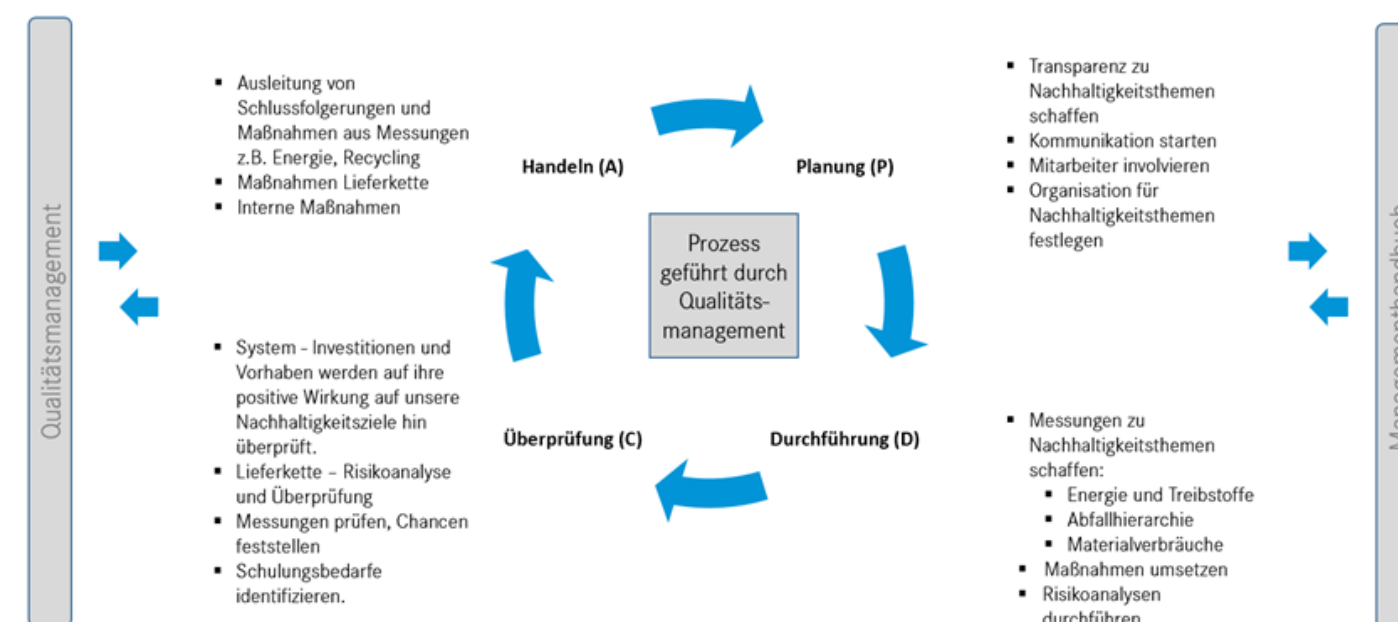 Qualitätsmanagement
▪ Ausleitung von
Schlussfolgerungen und
Maßnahmen aus Messungen
z.B. Energie, Recycling
▪ Maßnahmen Lieferkette
▪ Interne Maßnahmen
Handeln (A)
Planung (P)
▪ Transparenz zu
Nachhaltigkeitsthemen
schaffen
▪ Kommunikation starten
▪ Mitarbeiter involvieren
▪ Organisation für
Nachhaltigkeitsthemen
festlegen
Prozess
geführt durch
Qualitäts-
management
▪ System - Investitionen und
Vorhaben werden auf ihre
positive Wirkung auf unsere
Nachhaltigkeitsziele hin
überprüft.
▪ Lieferkette – Risikoanalyse
und Überprüfung
▪ Messungen prüfen, Chancen
feststellen
▪ Schulungsbedarfe
identifizieren.
Überprüfung (C)
Durchführung (D)
▪ Messungen zu
Nachhaltigkeitsthemen
schaffen:
▪ Energie und Treibstoffe
▪ Abfallhierarchie
▪ Materialverbräuche
▪ Maßnahmen umsetzen
▪ Risikoanalysen
durchführen
Managementhandbuch